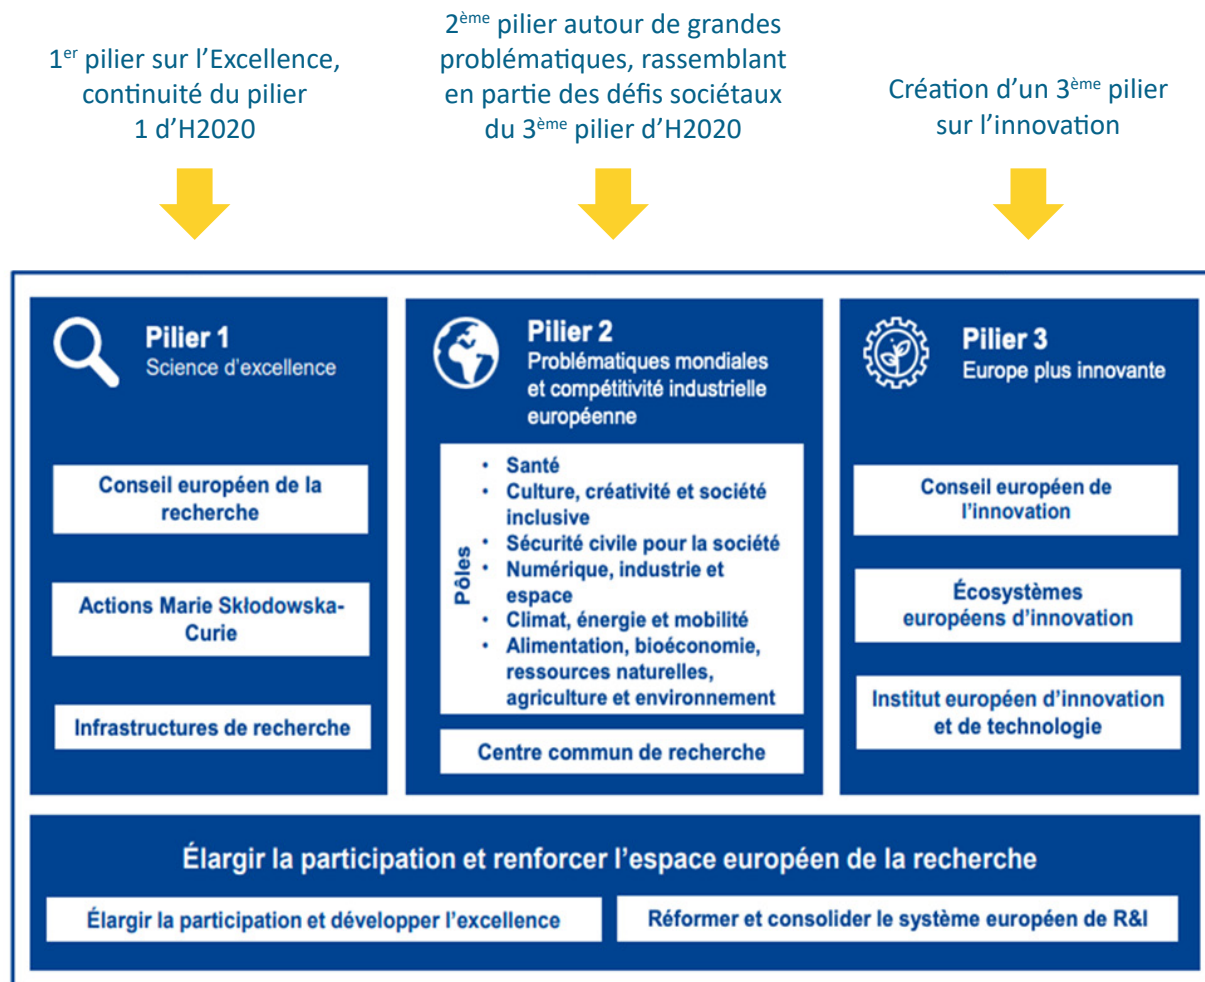 1er pilier sur l’Excellence,
continuité du pilier
1 d’H2020
2ème pilier autour de grandes
problématiques, rassemblant
en partie des défis sociétaux
du 3ème pilier d’H2020
Création d’un 3ème pilier
sur l’innovation
Pilier 1
Science d’excellence
Conseil européen de la
recherche
Actions Marie Skłodowska-
Curie
Infrastructures de recherche
Pilier 2
Problématiques mondiales
et compétitivité industrielle
européenne
Pôles
• Santé
• Culture, créativité et société
inclusive
• Sécurité civile pour la société
• Numérique, industrie et
espace
• Climat, énergie et mobilité
• Alimentation, bioéconomie,
ressources naturelles,
agriculture et environnement
Centre commun de recherche
Pilier 3
Europe plus innovante
Conseil européen de
l’innovation
Écosystèmes
européens d’innovation
Institut européen d’innovation
et de technologie
Élargir la participation et renforcer l’espace européen de la recherche
Élargir la participation et développer l’excellence
Réformer et consolider le système européen de R&I